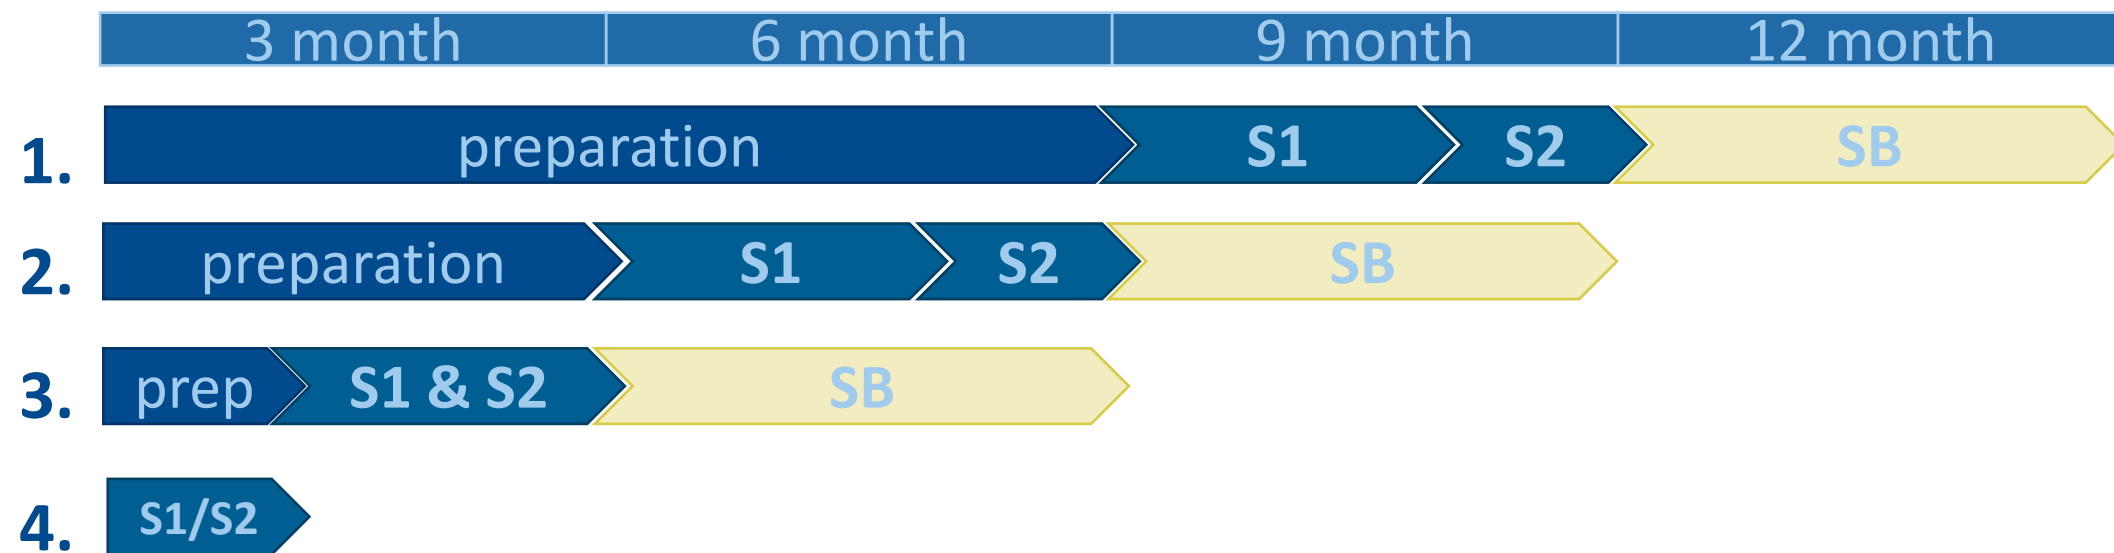 3 month 6 month 9 month 12 month
1. preparation S1 S2 SB
2. preparation S1 S2 SB
3. prep S1 & S2 SB
4. S1/S2